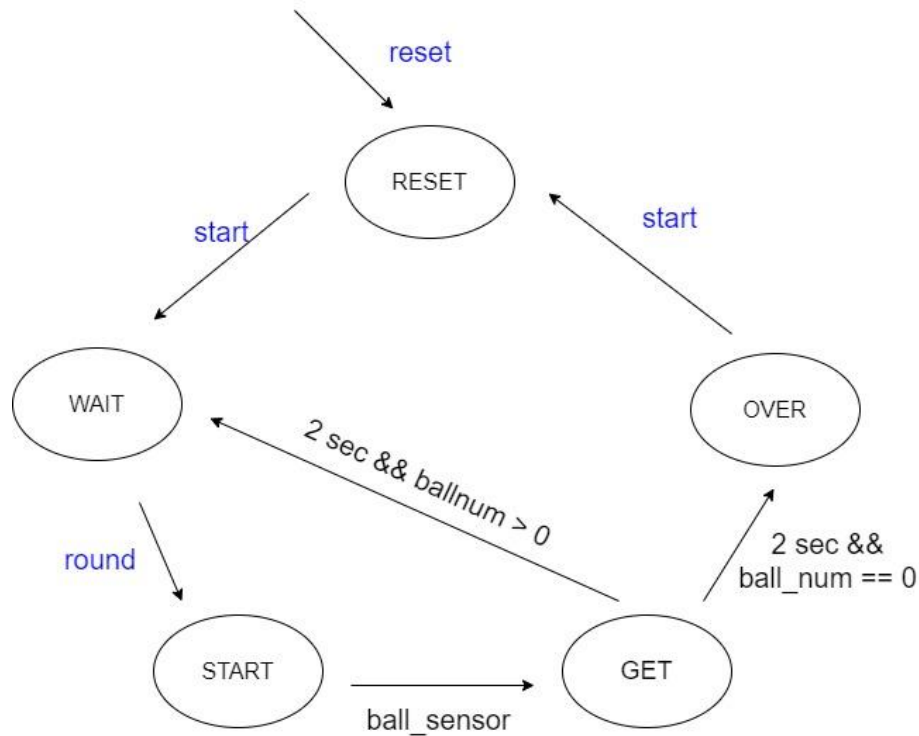 reset
RESET
start
start
WAIT
OVER
2 sec && ballnum > 0
2 sec &&
ball_num == 0
round
START
GET
ball_sensor